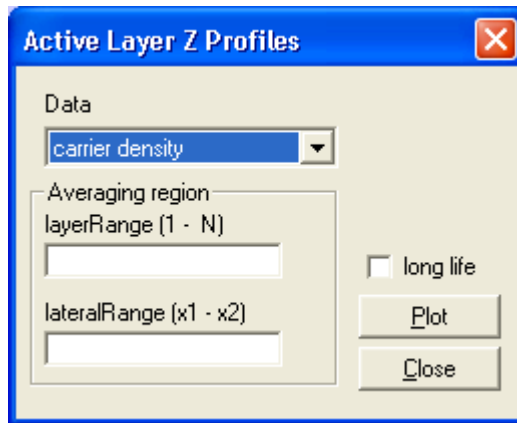 Active Layer Z Profiles
Data
carrier density
Averaging region
layerRange (1 - N)
long life
lateralRange (x1 - x2)
Plot
Close